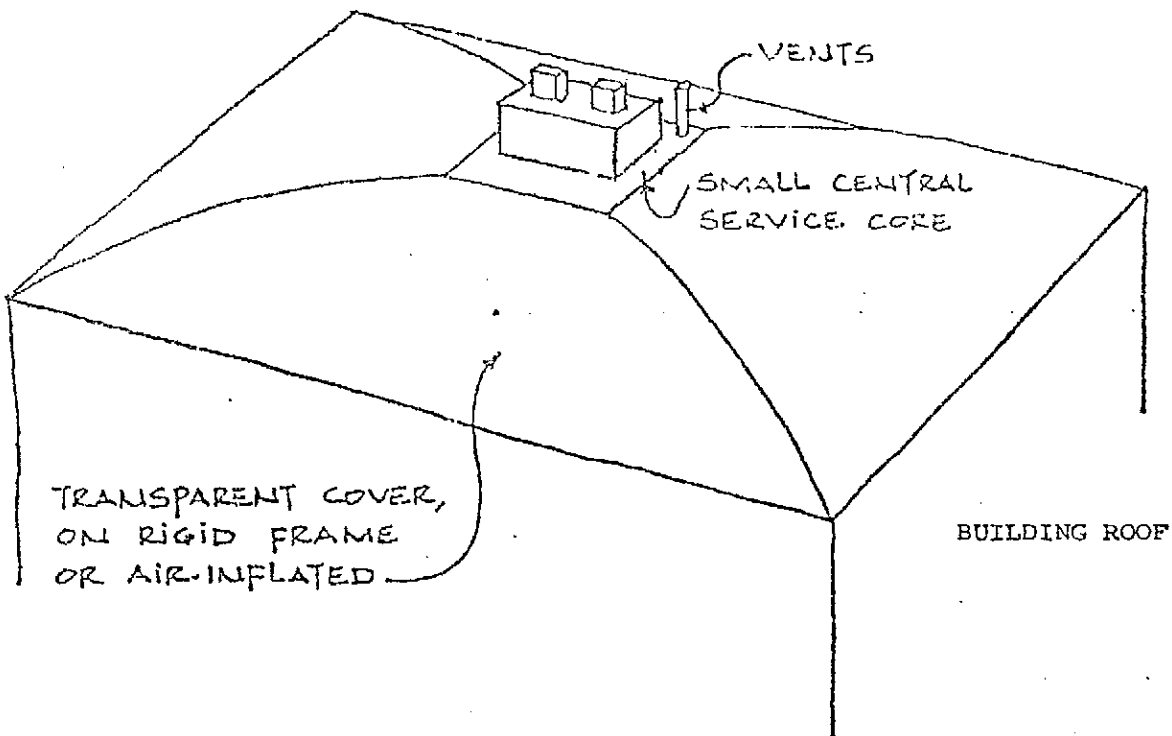 VENTS
SMALL CENTRAL
SERVICE CORE
TRANSPARENT COVER,
ON RIGID FRAME
OR AIR-INFLATED
BUILDING ROOF